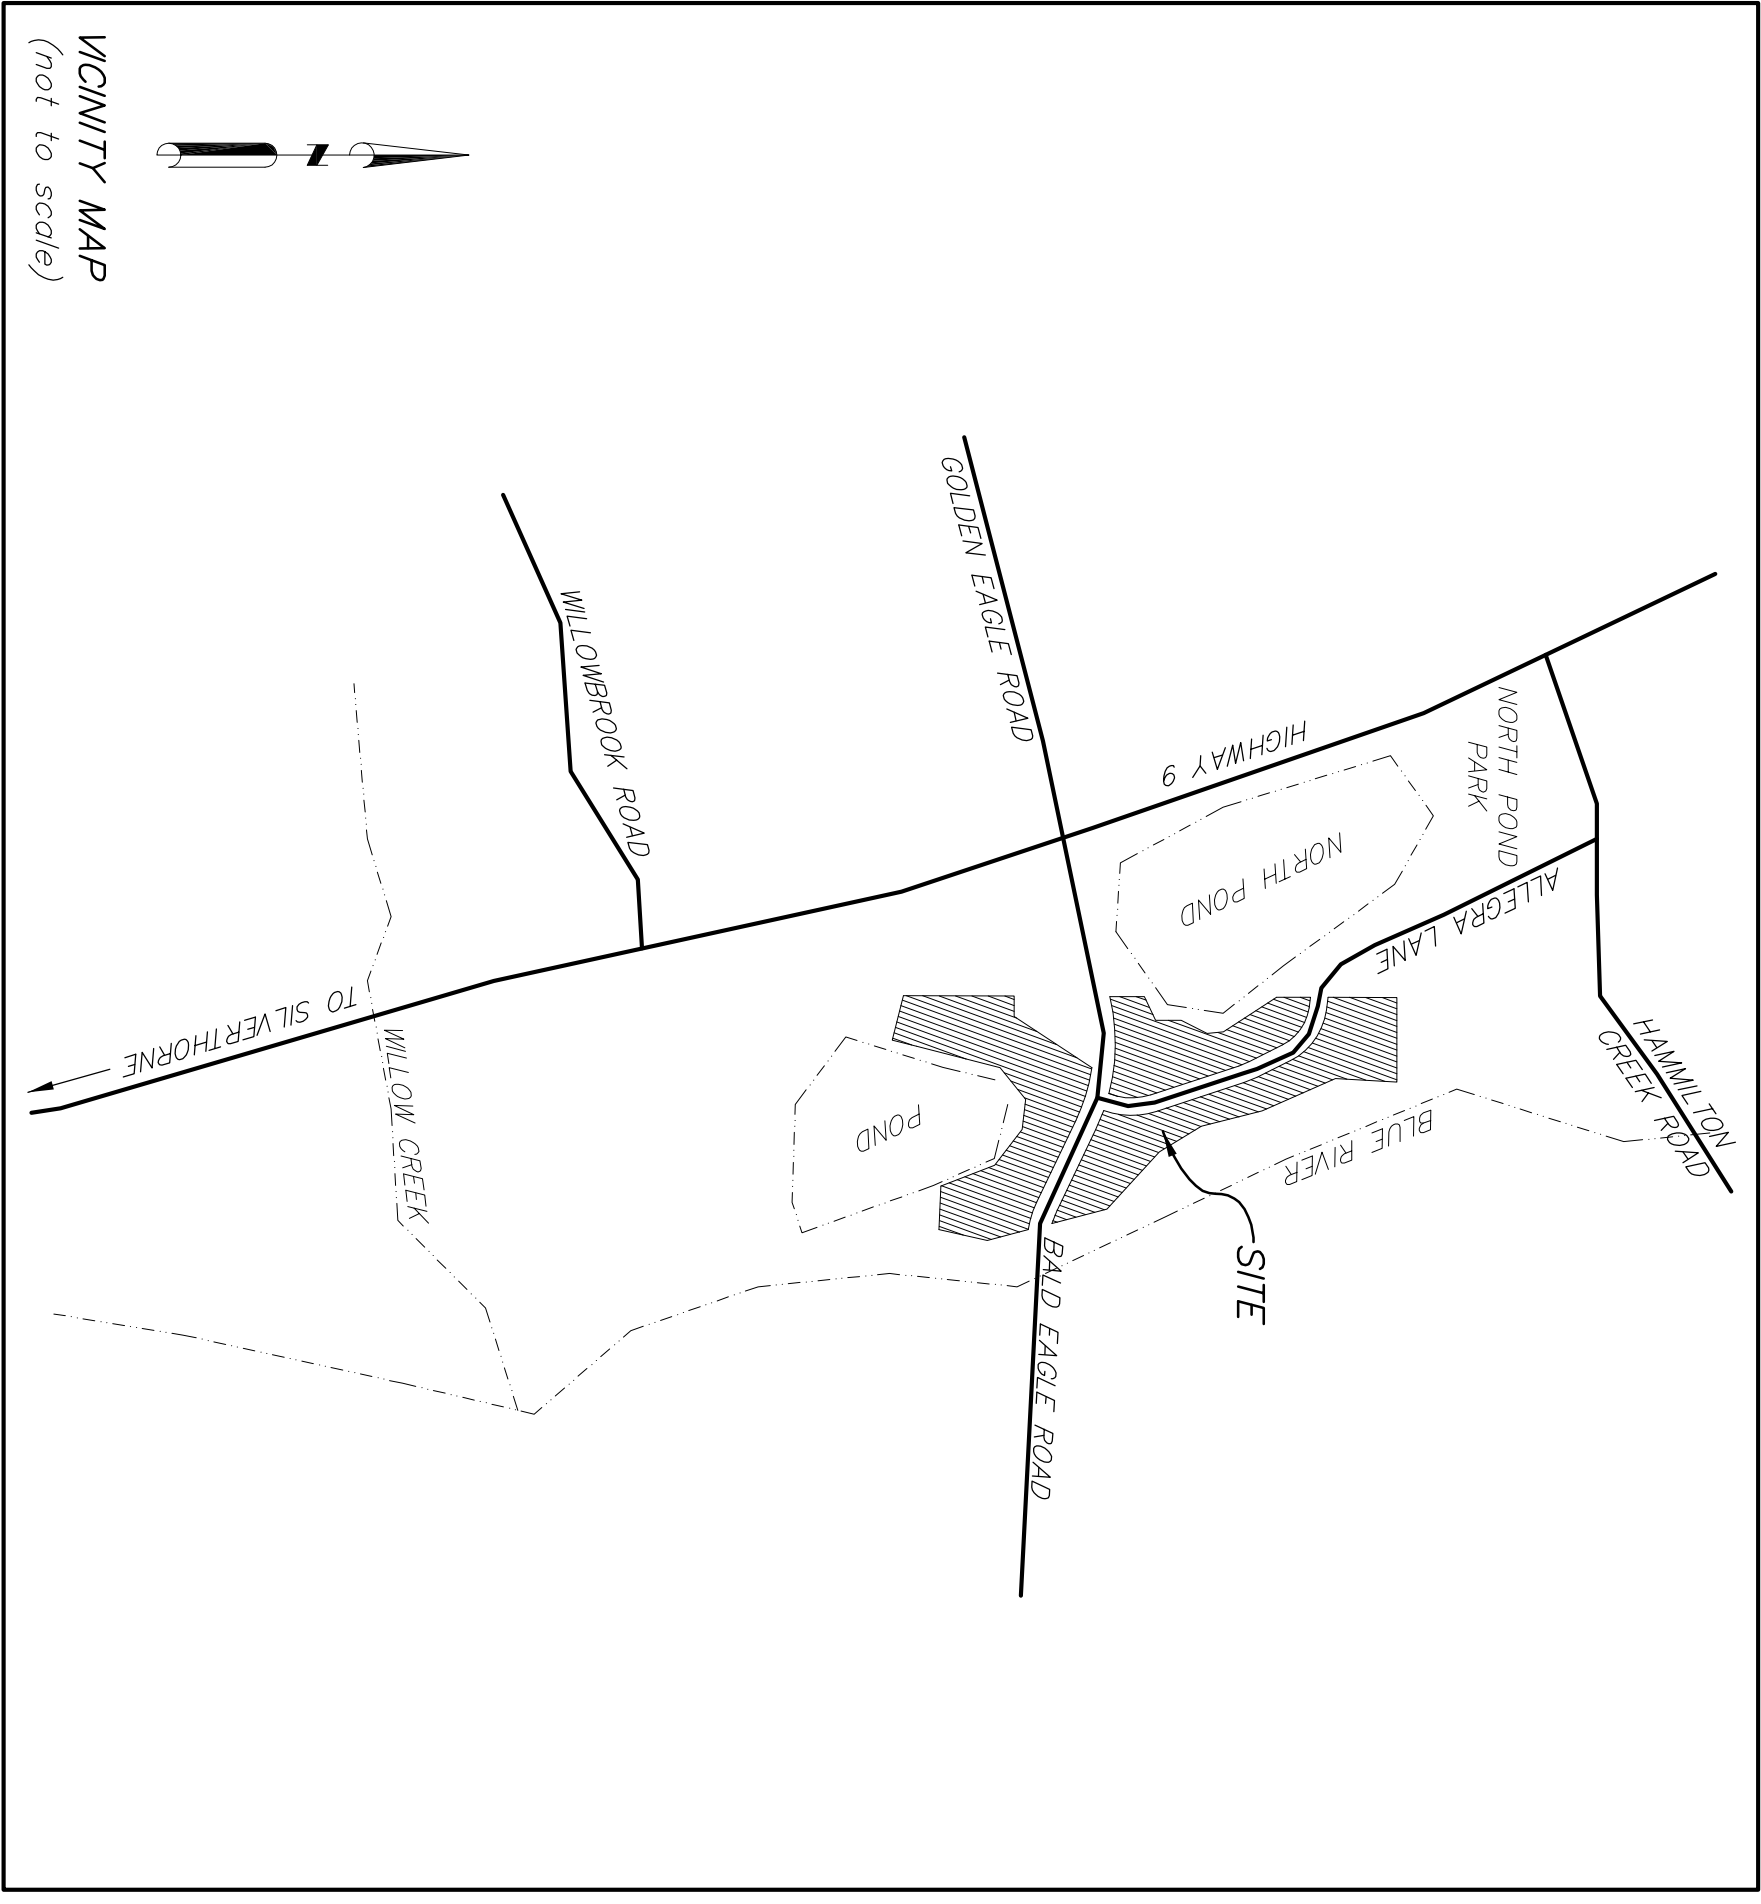 HAMMILTON
CREEK ROAD
NORTH POND
PARK
ALLEGRA LANE
HIGHWAY 9
NORTH POND
BLUE RIVER
SITE
GOLDEN EAGLE ROAD
BALD EAGLE ROAD
POND
WILLOWBROOK ROAD
WILLOW CREEK
TO SILVERTHORNE
N
VICINITY MAP
(not to scale)